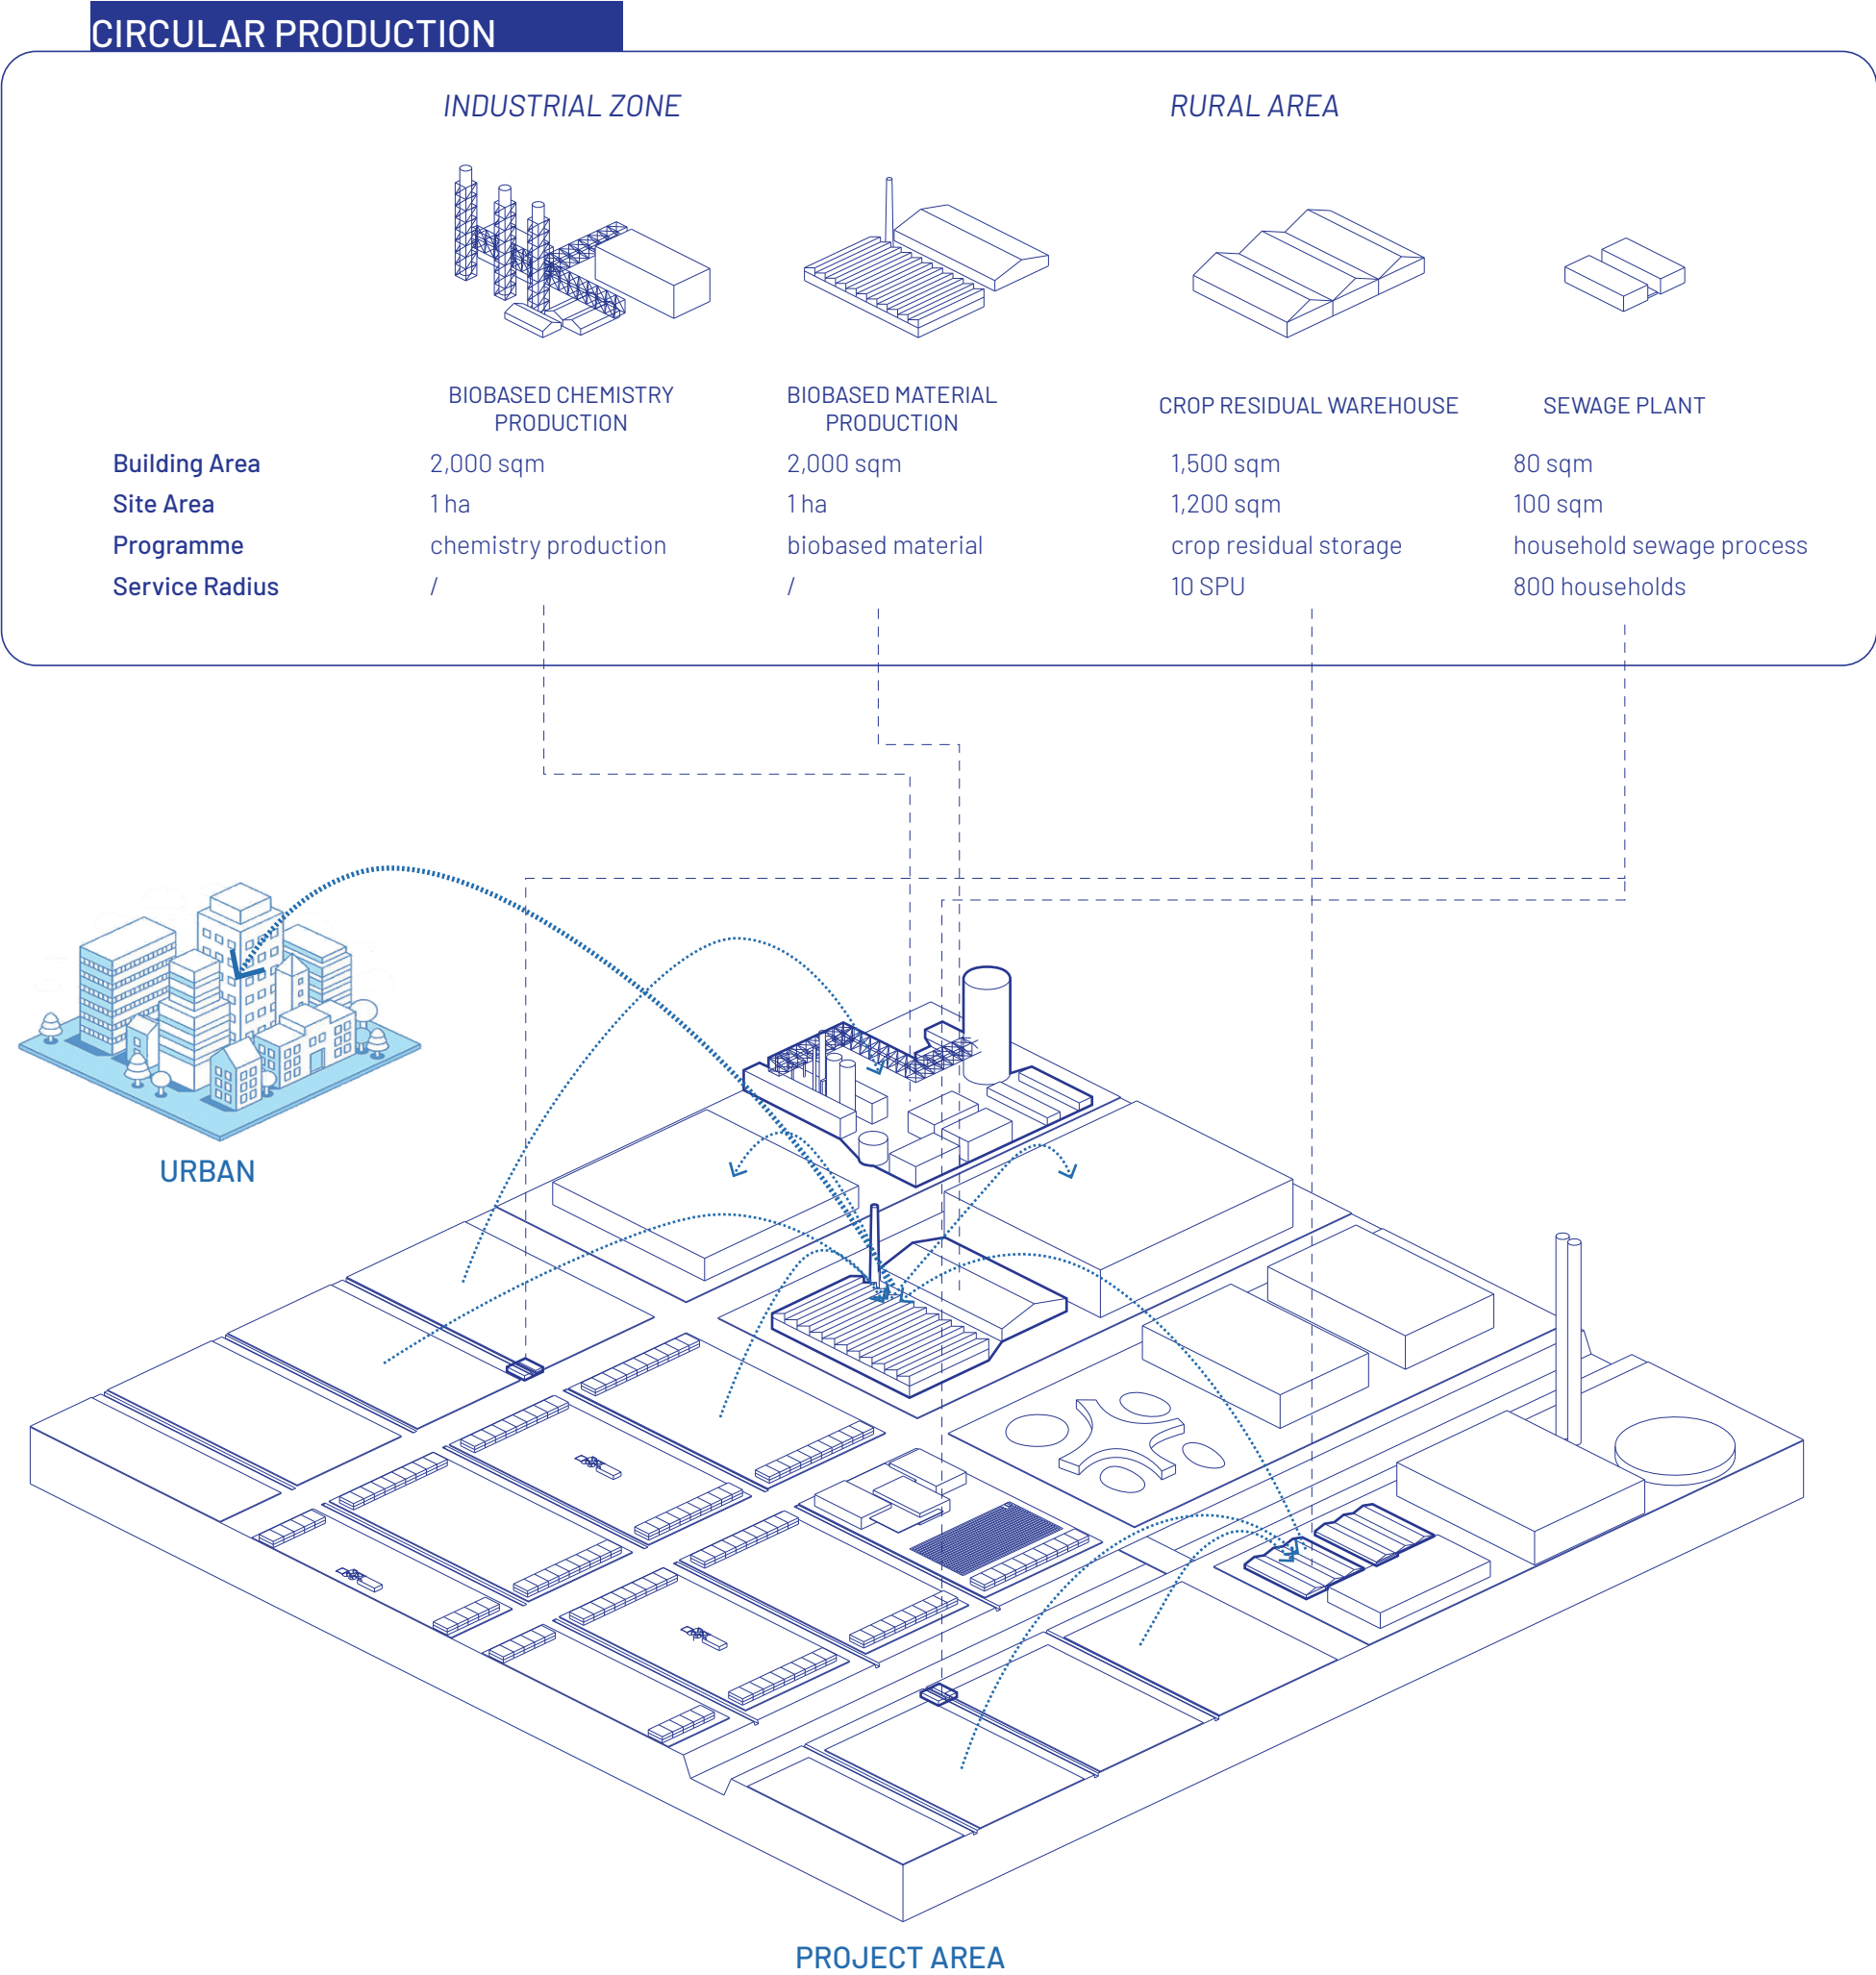 CIRCULAR PRODUCTION
INDUSTRIAL ZONE
RURAL AREA
BIOBASED CHEMISTRY
PRODUCTION
BIOBASED MATERIAL
PRODUCTION
CROP RESIDUAL WAREHOUSE
SEWAGE PLANT
Building Area 2,000 sqm 2,000 sqm 1,500 sqm 80 sqm
Site Area 1 ha 1 ha 1,200 sqm 100 sqm
Programme chemistry production biobased material crop residual storage household sewage process
Service Radius / / 10 SPU 800 households
URBAN
PROJECT AREA